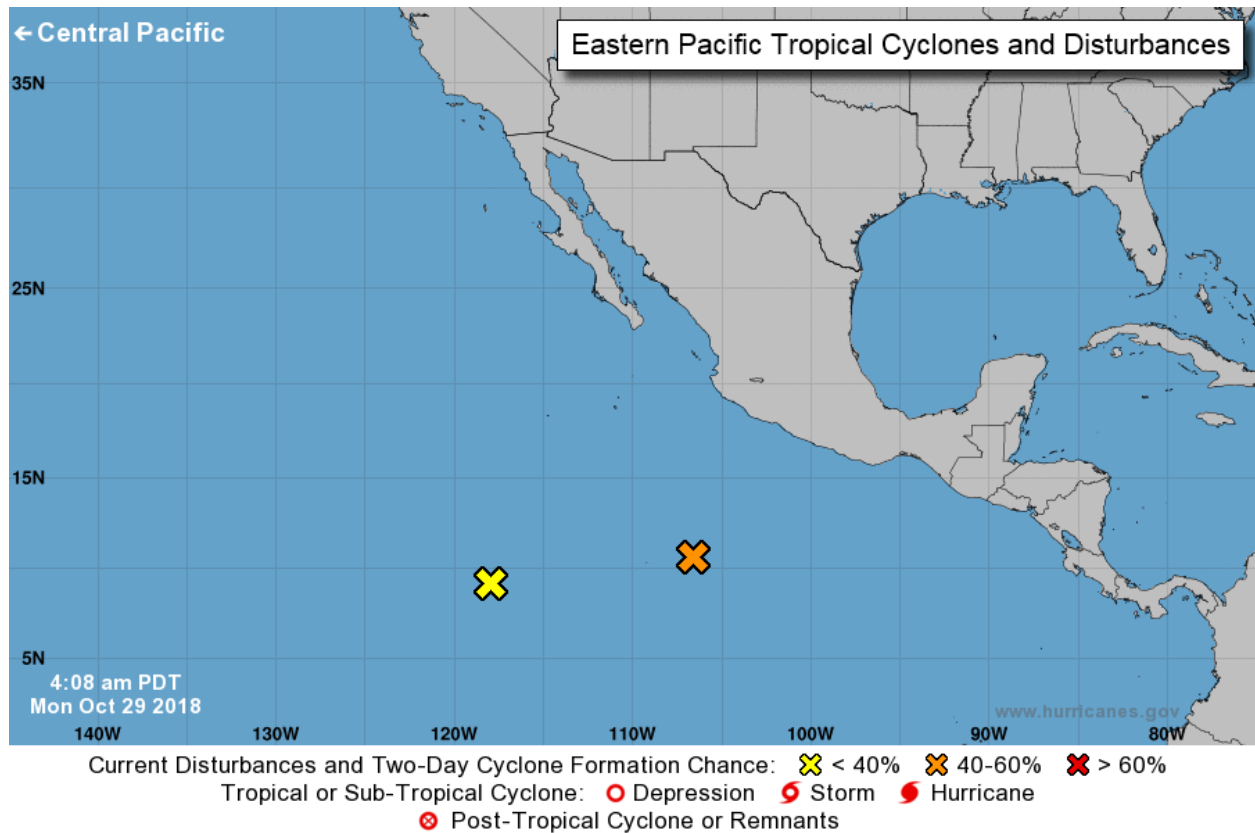 ← Central Pacific
Eastern Pacific Tropical Cyclones and Disturbances
35N
25N
15N
5N
4:08 am PDT
Mon Oct 29 2018
www.hurricanes.gov
140W 130W 120W 110W 100W 90W 80W
Current Disturbances and Two-Day Cyclone Formation Chance: < 40% 40-60% > 60%
Tropical or Sub-Tropical Cyclone: Depression Storm Hurricane
Post-Tropical Cyclone or Remnants